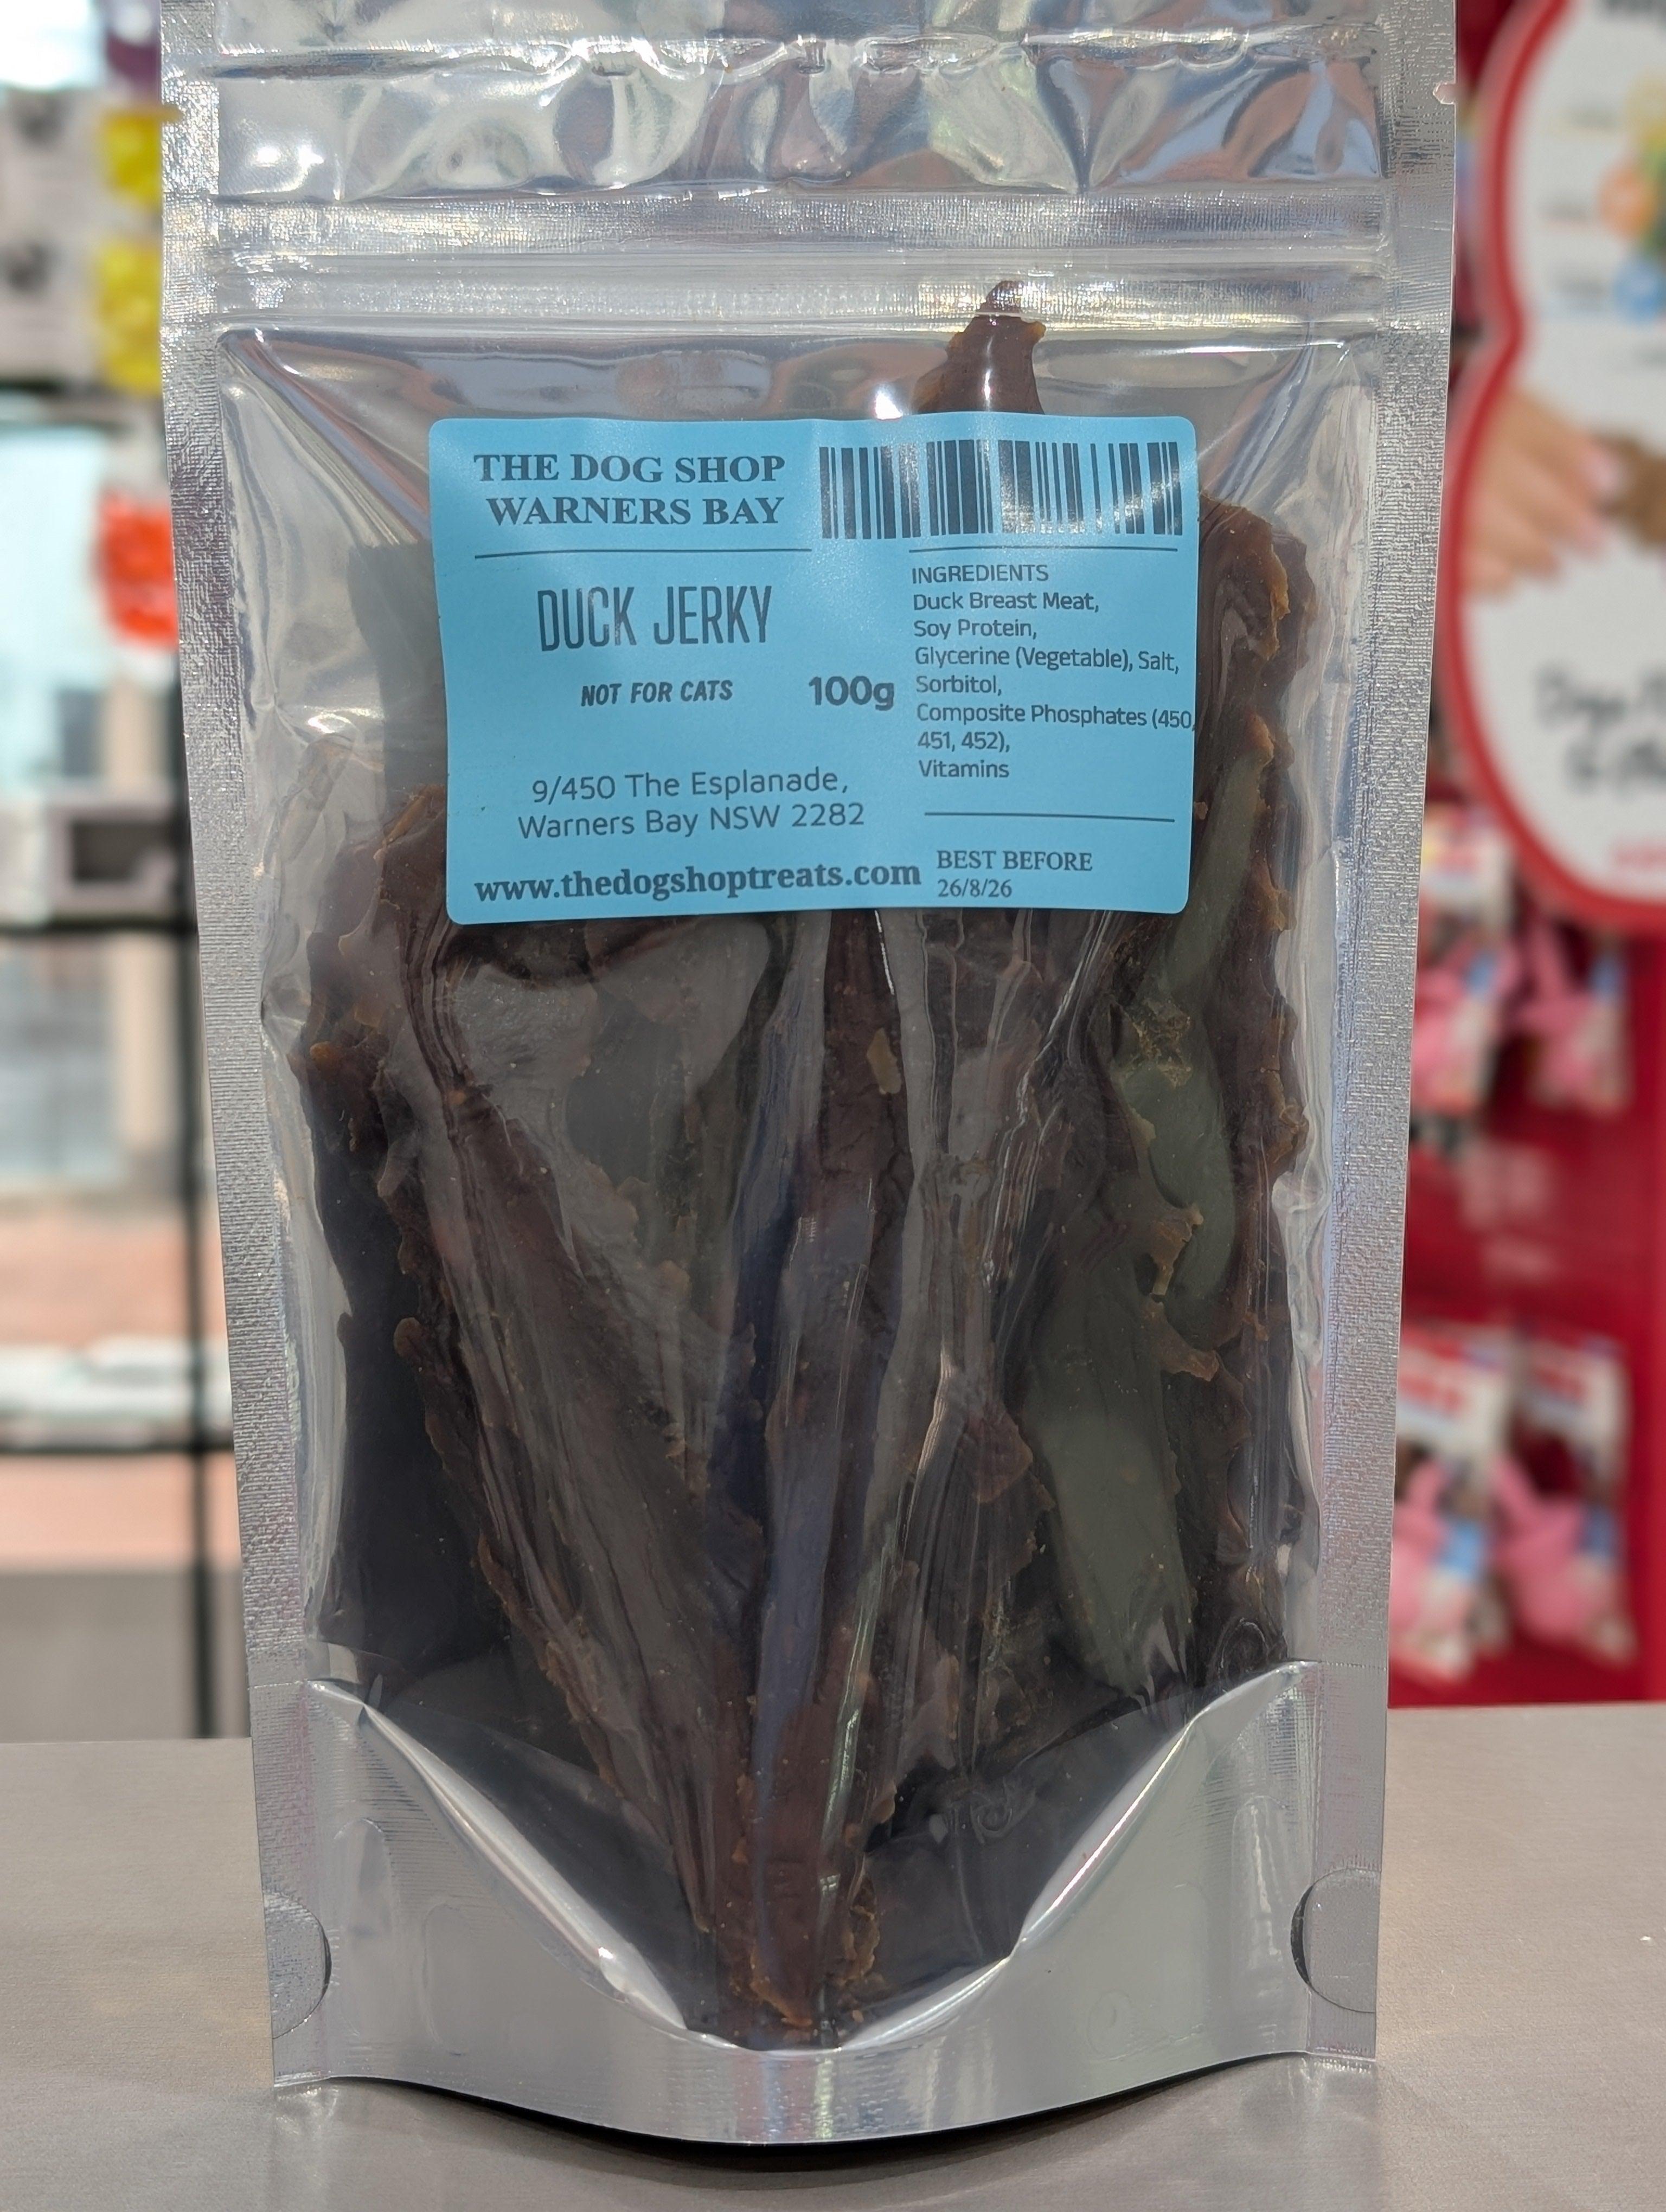 THE DOG SHOP
WARNERS BAY
DUCK JERKY
NOT FOR CATS
100g
9/450 The Esplanade,
Warners Bay NSW 2282
www.thedogshoptreats.com
INGREDIENTS
Duck Breast Meat,
Soy Protein,
Glycerine (Vegetable), Salt,
Sorbitol,
Composite Phosphates (450,
451, 452),
Vitamins
BEST BEFORE
26/8/26